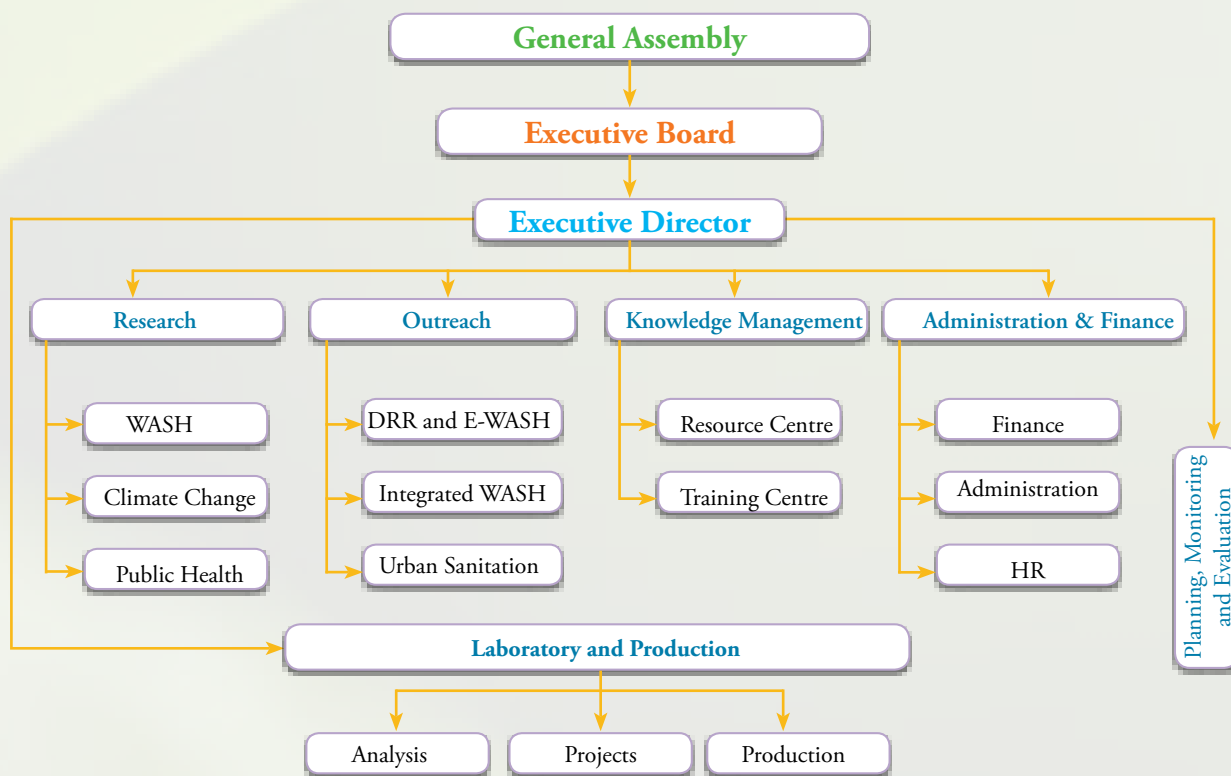 General Assembly
Executive Board
Executive Director
Research
Outreach
Knowledge Management
Administration & Finance
WASH
Climate Change
Public Health
DRR and E-WASH
Integrated WASH
Urban Sanitation
Resource Centre
Training Centre
Finance
Administration
HR
Planning, Monitoring
and Evaluation
Laboratory and Production
Analysis
Projects
Production